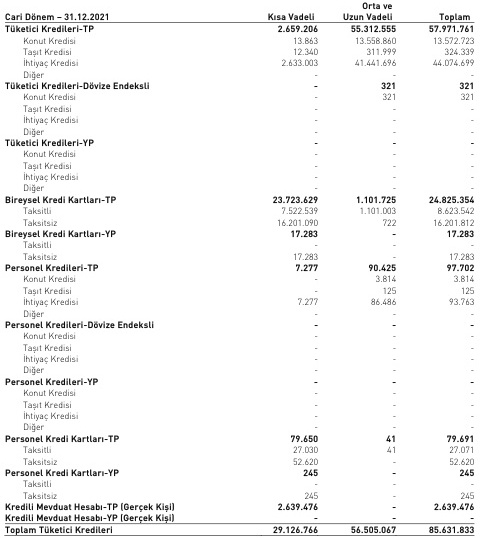 Orta ve
Cari Dönem – 31.12.2021 Kısa Vadeli Uzun Vadeli Toplam
Tüketici Kredileri-TP 2.659.206 55.312.555 57.971.761
Konut Kredisi 13.863 13.558.860 13.572.723
Taşıt Kredisi 12.340 311.999 324.339
İhtiyaç Kredisi 2.633.003 41.441.696 44.074.699
Diğer - - -
Tüketici Kredileri-Dövize Endeksli - 321 321
Konut Kredisi - 321 321
Taşıt Kredisi - - -
İhtiyaç Kredisi - - -
Diğer - - -
Tüketici Kredileri-YP - - -
Konut Kredisi - - -
Taşıt Kredisi - - -
İhtiyaç Kredisi - - -
Diğer - - -
Bireysel Kredi Kartları-TP 23.723.629 1.101.725 24.825.354
Taksitli 7.522.539 1.101.003 8.623.542
Taksitsiz 16.201.090 722 16.201.812
Bireysel Kredi Kartları-YP 17.283 - 17.283
Taksitli - - -
Taksitsiz 17.283 - 17.283
Personel Kredileri-TP 7.277 90.425 97.702
Konut Kredisi - 3.814 3.814
Taşıt Kredisi - 125 125
İhtiyaç Kredisi 7.277 86.486 93.763
Diğer - - -
Personel Kredileri-Dövize Endeksli - - -
Konut Kredisi - - -
Taşıt Kredisi - - -
İhtiyaç Kredisi - - -
Diğer - - -
Personel Kredileri-YP - - -
Konut Kredisi - - -
Taşıt Kredisi - - -
İhtiyaç Kredisi - - -
Diğer - - -
Personel Kredi Kartları-TP 79.650 41 79.691
Taksitli 27.030 41 27.071
Taksitsiz 52.620 - 52.620
Personel Kredi Kartları-YP 245 - 245
Taksitli - - -
Taksitsiz 245 - 245
Kredili Mevduat Hesabı-TP (Gerçek Kişi) 2.639.476 - 2.639.476
Kredili Mevduat Hesabı-YP (Gerçek Kişi) - - -
Toplam Tüketici Kredileri 29.126.766 56.505.067 85.631.833